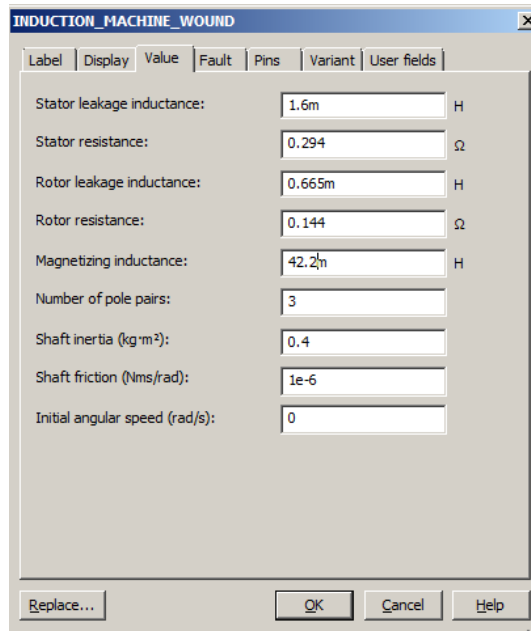 INDUCTION_MACHINE_WOUND
Label Display Value Fault Pins Variant User fields
Stator leakage inductance: 1.6m H
Stator resistance: 0.294 Ω
Rotor leakage inductance: 0.665m H
Rotor resistance: 0.144 Ω
Magnetizing inductance: 42.2m H
Number of pole pairs: 3
Shaft inertia (kg·m²): 0.4
Shaft friction (Nms/rad): 1e-6
Initial angular speed (rad/s): 0
Replace... OK Cancel Help